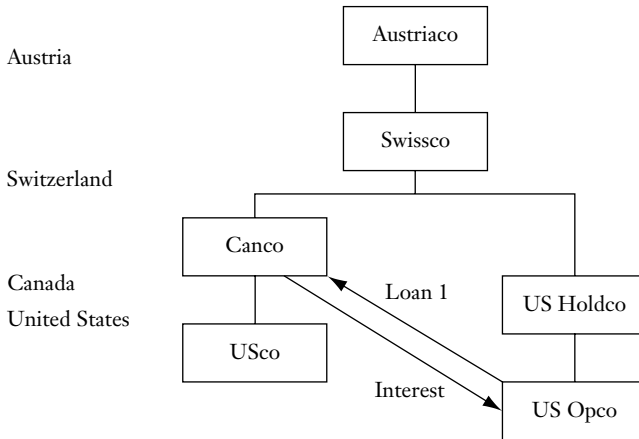 Austriaco
Austria
Swissco
Switzerland
Canco
Canada
Loan 1
US Holdco
United States
USco
Interest
US Opco